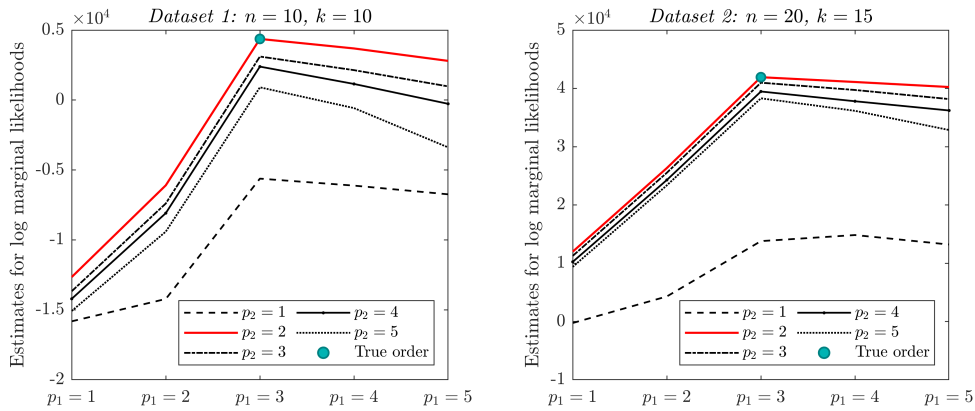 ×10⁴
Dataset 1: n = 10, k = 10
Estimates for log marginal likelihoods
0.5
0
-0.5
-1
-1.5
-2
p₁ = 1
p₁ = 2
p₁ = 3
p₁ = 4
p₁ = 5
p₂ = 1
p₂ = 2
p₂ = 3
p₂ = 4
p₂ = 5
True order
×10⁴
Dataset 2: n = 20, k = 15
Estimates for log marginal likelihoods
5
4
3
2
1
0
-1
p₁ = 1
p₁ = 2
p₁ = 3
p₁ = 4
p₁ = 5
p₂ = 1
p₂ = 2
p₂ = 3
p₂ = 4
p₂ = 5
True order